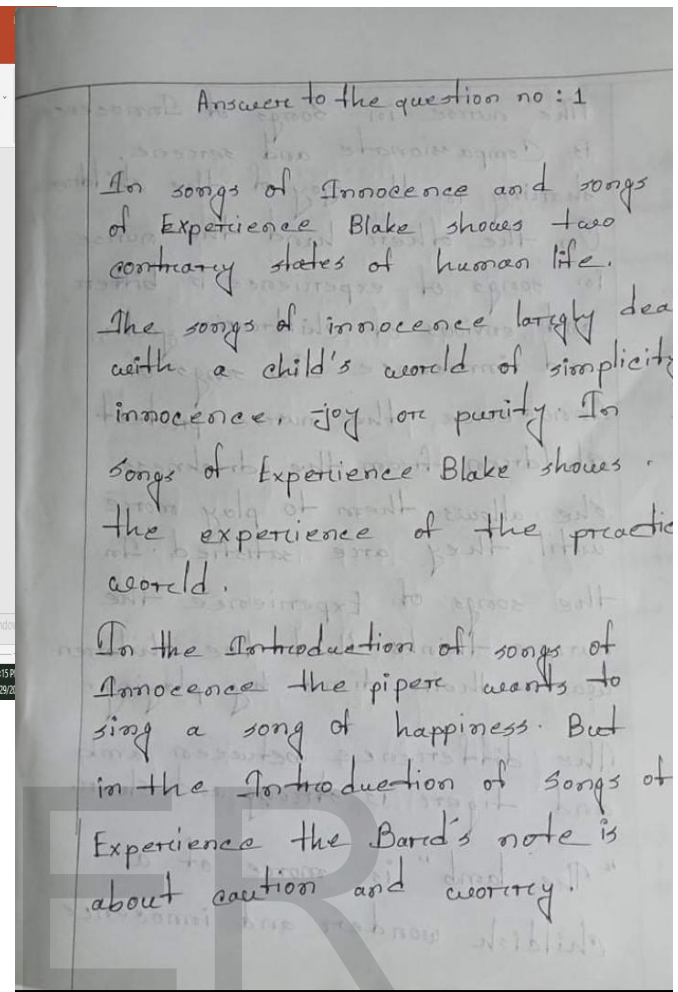 Answer to the question no : 1
In songs of Innocence and songs
of Experience Blake shows two
contrary states of human life.
The songs of innocence largly dea
with a child's world of simplicity
innocence, joy or purity. In
songs of Experience Blake shows
the experience of the practic
world.
In the Introduction of songs of
Innocence the piper wants to
sing a song of happiness. But
in the Introduction of Songs of
Experience the Bard's note is
about caution and worry.
ER